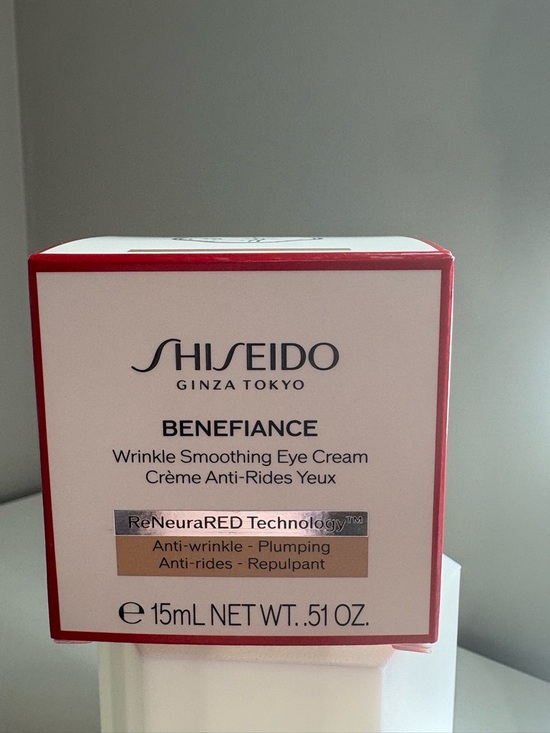 SHISEIDO
GINZA TOKYO
BENEFIANCE
Wrinkle Smoothing Eye Cream
Crème Anti-Rides Yeux
ReNeuraRED Technology™
Anti-wrinkle - Plumping
Anti-rides - Repulpant
℮ 15mL NET WT. .51 OZ.